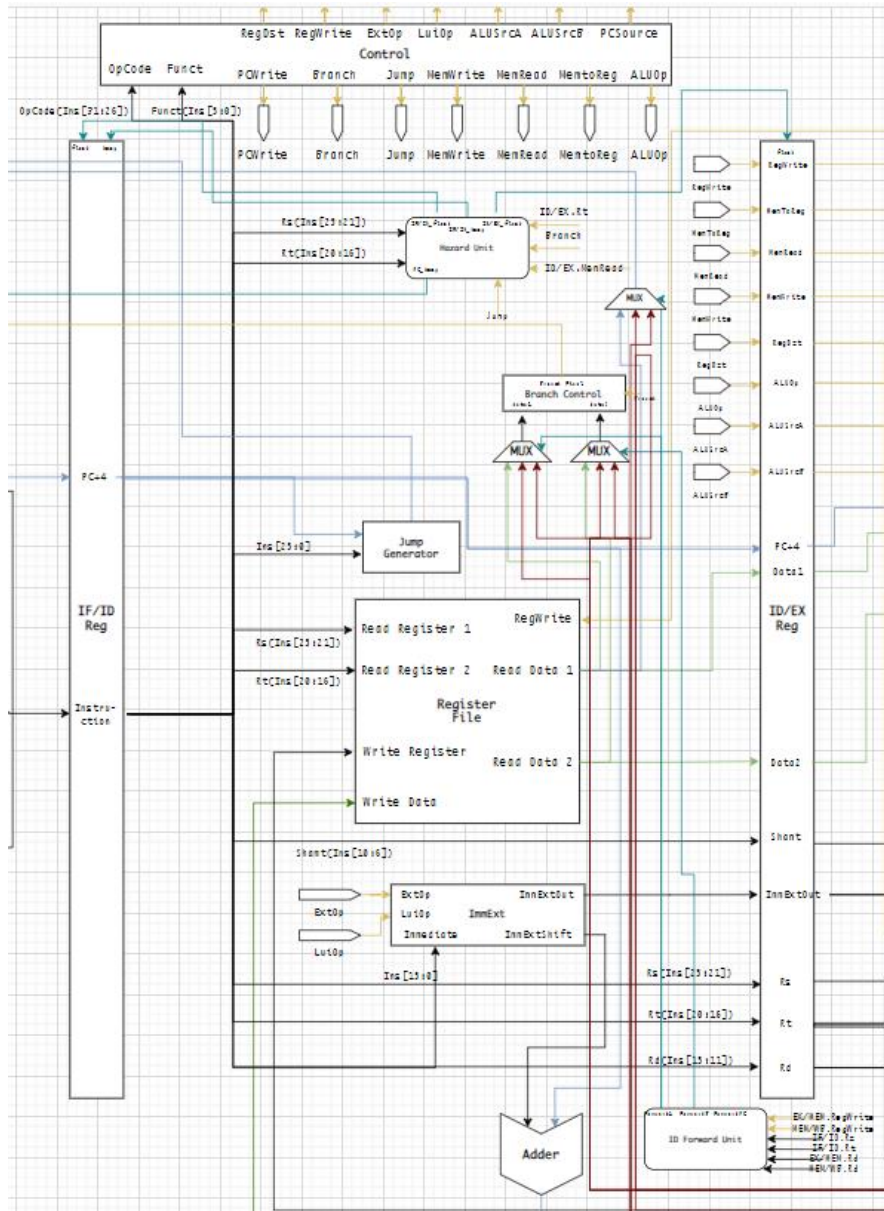 RegDst RegWrite ExtOp LuiOp ALUSrcA ALUSrcB PCSource
Control
OpCode Funct
PCWrite Branch Jump MemWrite MemRead MemtoReg ALUOp
OpCode(Ins[31:26]) Funct(Ins[5:0])
PCWrite Branch Jump MemWrite MemRead MemtoReg ALUOp
Flush
RegWrite
RegWrite
MemToReg
MemToReg
MemRead
MemRead
MemWrite
MemWrite
RegDst
RegDst
ALUOp
ALUOp
ALUSrcA
ALUSrcA
Rs(Ins[25:21])
Rt(Ins[20:16])
Hazard Unit
ID/EX.Rt
Branch
ID/EX.MemRead
Jump
MUX
Branch Control
MUX
MUX
PC+4
Ins[25:0]
Jump
Generator
PC+4
Data1
IF/ID
Reg
ID/EX
Reg
RegWrite
Read Register 1
Rs(Ins[25:21])
Read Register 2
Rt(Ins[20:16])
Read Data 1
Register
File
Instru-
ction
Write Register
Read Data 2
Data2
Write Data
Shamt
Shamt(Ins[10:6])
ExtOp
ExtOp
ImmExtOut
ImmExtOut
LuiOp
LuiOp
ImmExt
Immediate
ImmExtShift
Ins[15:0]
Rs(Ins[25:21])
Rs
Rt(Ins[20:16])
Rt
Rd(Ins[15:11])
Rd
Adder
ID Forward Unit
EX/MEM.RegWrite
MEM/WB.RegWrite
IF/ID.Rs
IF/ID.Rt
EX/MEM.Rd
MEM/WB.Rd